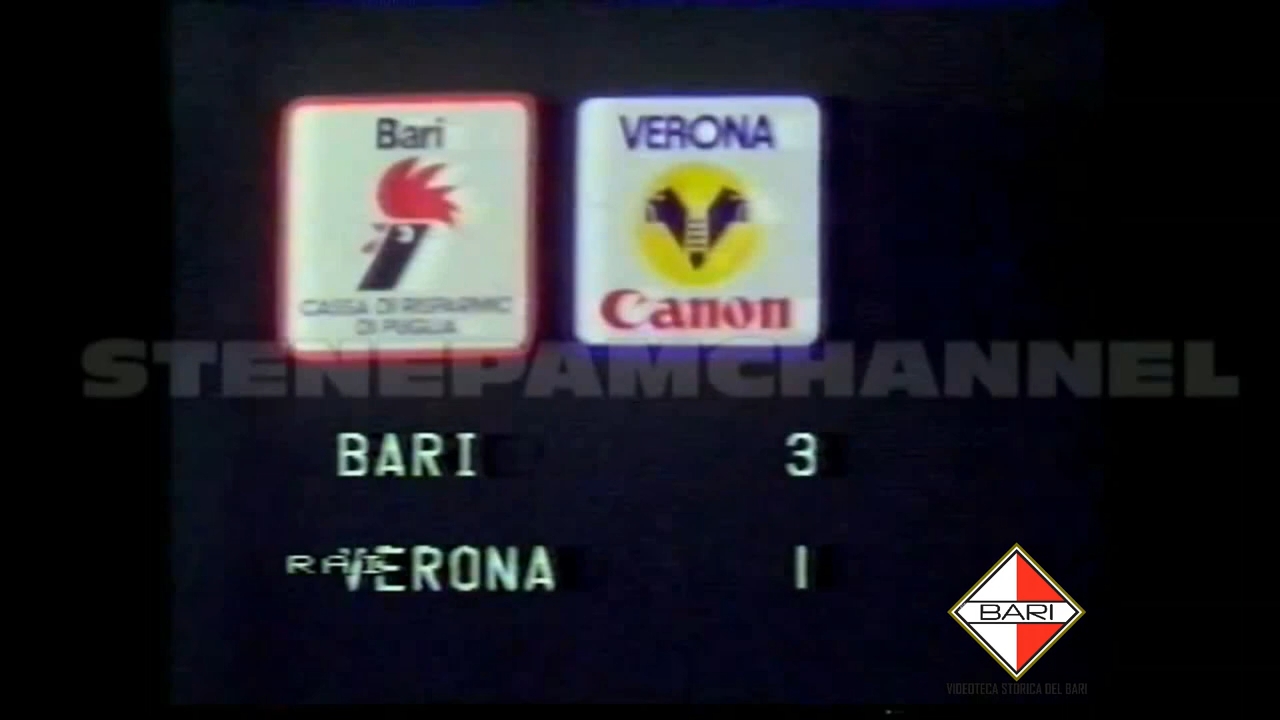 Bari
CASSA DI RISPARMIO
DI PUGLIA
VERONA
Canon
STENEPAMCHANNEL
BARI 3
RAI
VERONA 1
BARI
VIDEOTECA STORICA DEL BARI